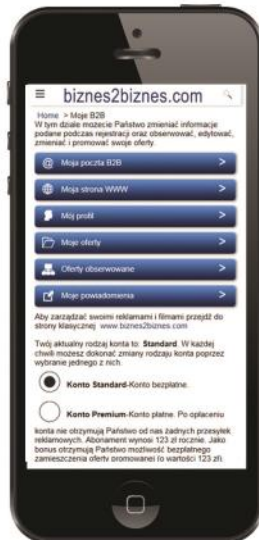 biznes2biznes.com
Home > Moje B2B
W tym dziale możecie Państwo zmieniać informacje
podane podczas rejestracji oraz obserwować, edytować,
zmieniać i promować swoje oferty.
@ Moja poczta B2B >
Moja strona WWW >
Mój profil >
Moje oferty >
Oferty obserwowane >
Moje powiadomienia >
Aby zarządzać swoimi reklamami i filmami przejdź do
strony klasycznej www.biznes2biznes.com
Twój aktualny rodzaj konta to: Standard. W każdej
chwili możesz dokonać zmiany rodzaju konta poprzez
wybranie jednego z nich.
Konto Standard-Konto bezpłatne.
Konto Premium-Konto płatne. Po opłaceniu
konta nie otrzymują Państwo od nas żadnych przesyłek
reklamowych. Abonament wynosi 123 zł rocznie. Jako
bonus otrzymują Państwo możliwość bezpłatnego
zamieszczenia oferty promowanej (o wartości 123 zł).